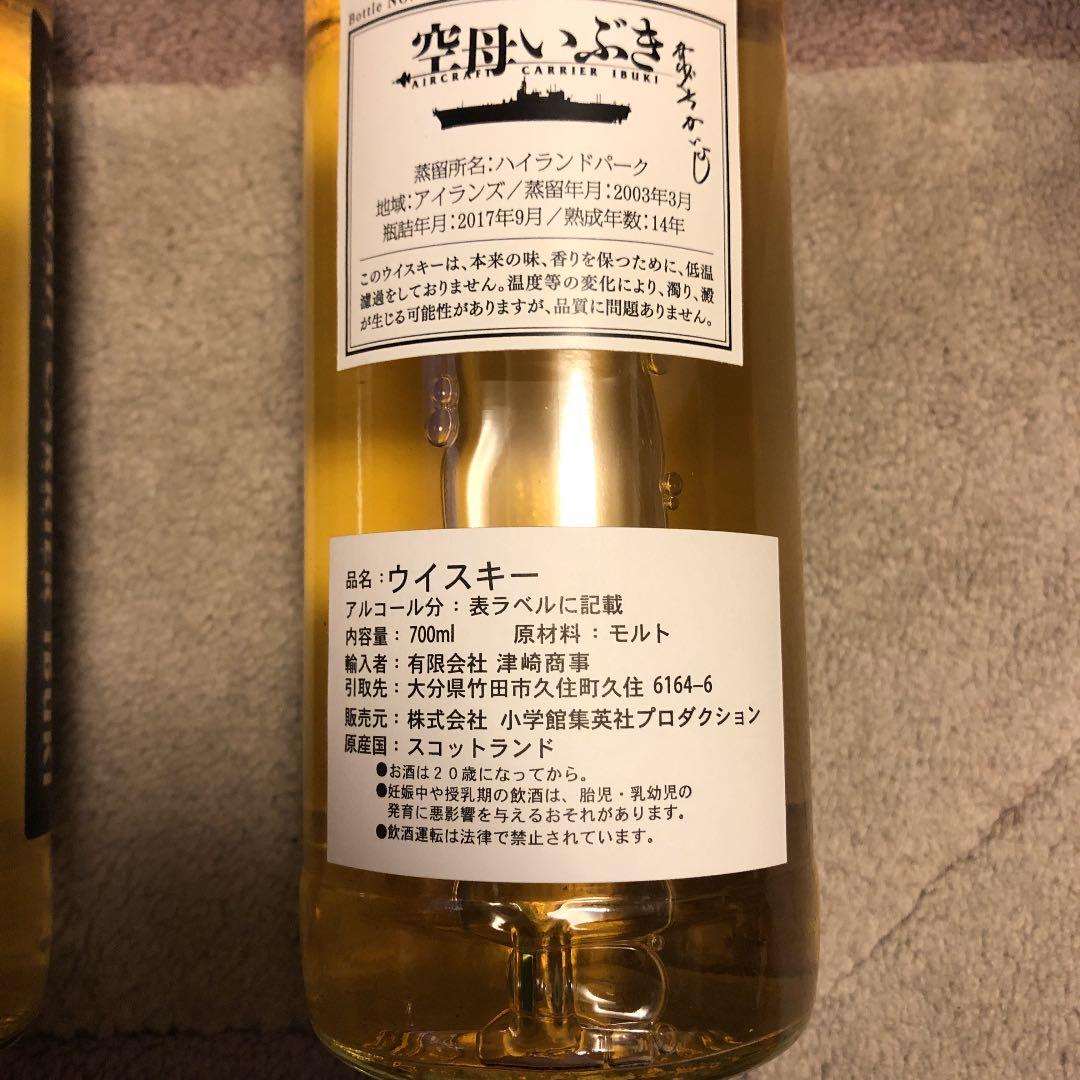 Bottle No.
空母いぶき
AIRCRAFT CARRIER IBUKI
かわぐちかいじ
蒸留所名:ハイランドパーク
地域:アイランズ/蒸留年月:2003年3月
瓶詰年月:2017年9月/熟成年数:14年
このウイスキーは、本来の味、香りを保つために、低温
濾過をしておりません。温度等の変化により、濁り、澱
が生じる可能性がありますが、品質に問題ありません。
品名:ウイスキー
アルコール分:表ラベルに記載
内容量:700ml 原材料:モルト
輸入者:有限会社 津崎商事
引取先:大分県竹田市久住町久住 6164-6
販売元:株式会社 小学館集英社プロダクション
原産国:スコットランド
●お酒は20歳になってから。
●妊娠中や授乳期の飲酒は、胎児・乳幼児の
発育に悪影響を与えるおそれがあります。
●飲酒運転は法律で禁止されています。